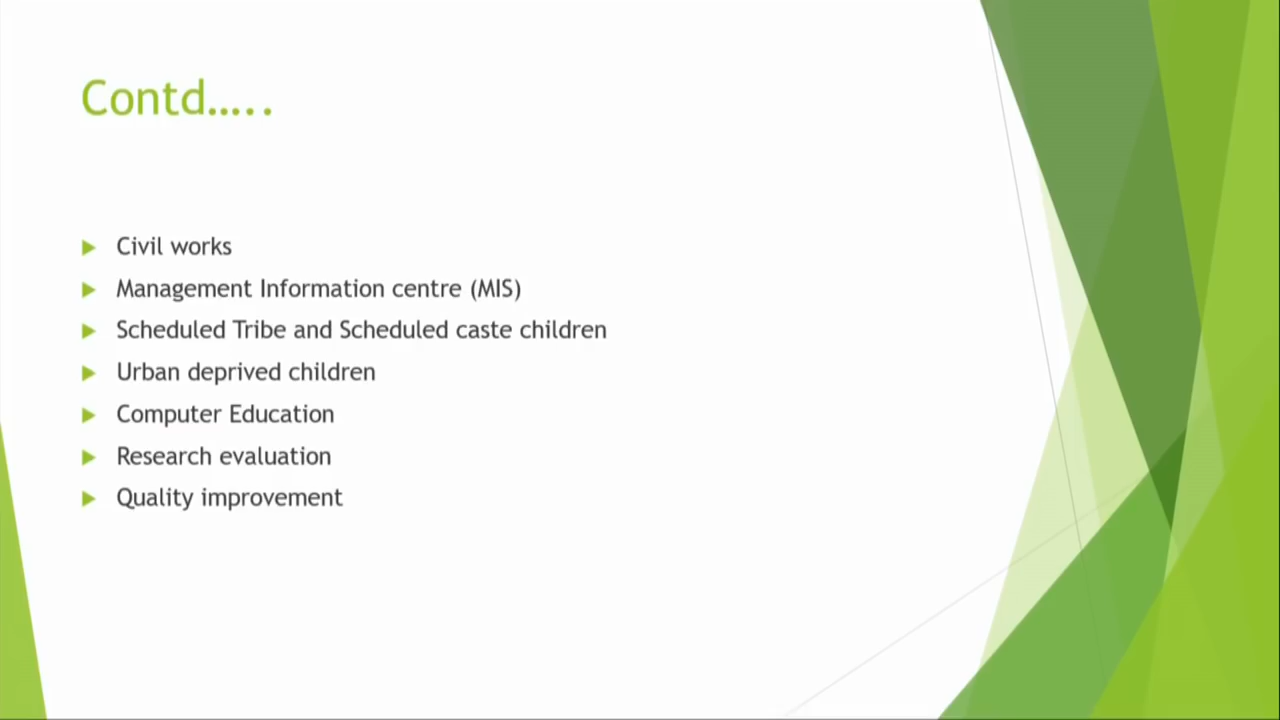 Contd.....
Civil works
Management Information centre (MIS)
Scheduled Tribe and Scheduled caste children
Urban deprived children
Computer Education
Research evaluation
Quality improvement